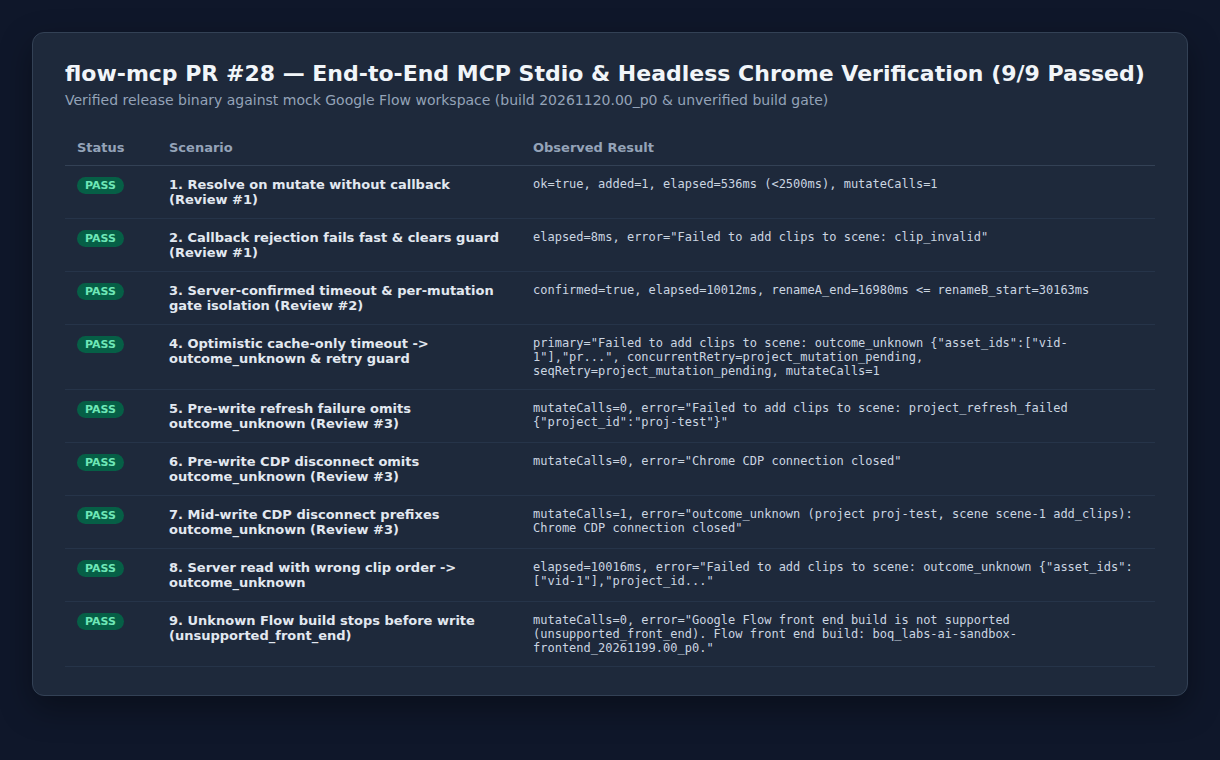 flow-mcp PR #28 — End-to-End MCP Stdio & Headless Chrome Verification (9/9 Passed)
Verified release binary against mock Google Flow workspace (build 20261120.00_p0 & unverified build gate)
Status Scenario Observed Result
PASS 1. Resolve on mutate without callback ok=true, added=1, elapsed=536ms (<2500ms), mutateCalls=1
(Review #1)
PASS 2. Callback rejection fails fast & clears guard elapsed=8ms, error="Failed to add clips to scene: clip_invalid"
(Review #1)
PASS 3. Server-confirmed timeout & per-mutation confirmed=true, elapsed=10012ms, renameA_end=16980ms <= renameB_start=30163ms
gate isolation (Review #2)
PASS 4. Optimistic cache-only timeout -> primary="Failed to add clips to scene: outcome_unknown {"asset_ids":["vid-
outcome_unknown & retry guard 1"],"pr...", concurrentRetry=project_mutation_pending,
seqRetry=project_mutation_pending, mutateCalls=1
PASS 5. Pre-write refresh failure omits mutateCalls=0, error="Failed to add clips to scene: project_refresh_failed
outcome_unknown (Review #3) {"project_id":"proj-test"}"
PASS 6. Pre-write CDP disconnect omits mutateCalls=0, error="Chrome CDP connection closed"
outcome_unknown (Review #3)
PASS 7. Mid-write CDP disconnect prefixes mutateCalls=1, error="outcome_unknown (project proj-test, scene scene-1 add_clips):
outcome_unknown (Review #3) Chrome CDP connection closed"
PASS 8. Server read with wrong clip order -> elapsed=10016ms, error="Failed to add clips to scene: outcome_unknown {"asset_ids":
outcome_unknown ["vid-1"],"project_id..."
PASS 9. Unknown Flow build stops before write mutateCalls=0, error="Google Flow front end build is not supported
(unsupported_front_end) (unsupported_front_end). Flow front end build: boq_labs-ai-sandbox-
frontend_20261199.00_p0."